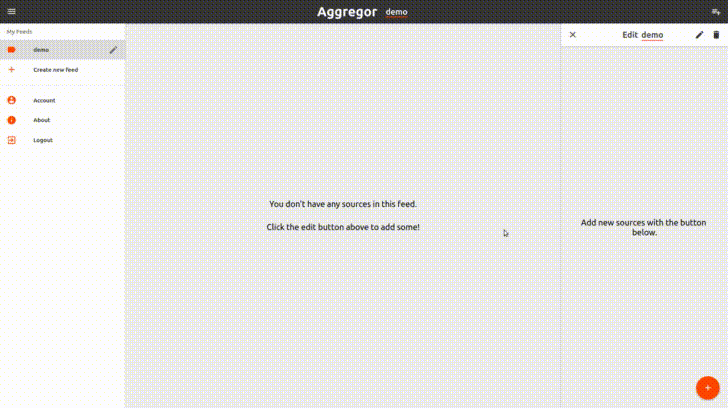 Aggregor demo
My Feeds
demo
Create new feed
Account
About
Logout
You don't have any sources in this feed.
Click the edit button above to add some!
Edit demo
Add new sources with the button
below.